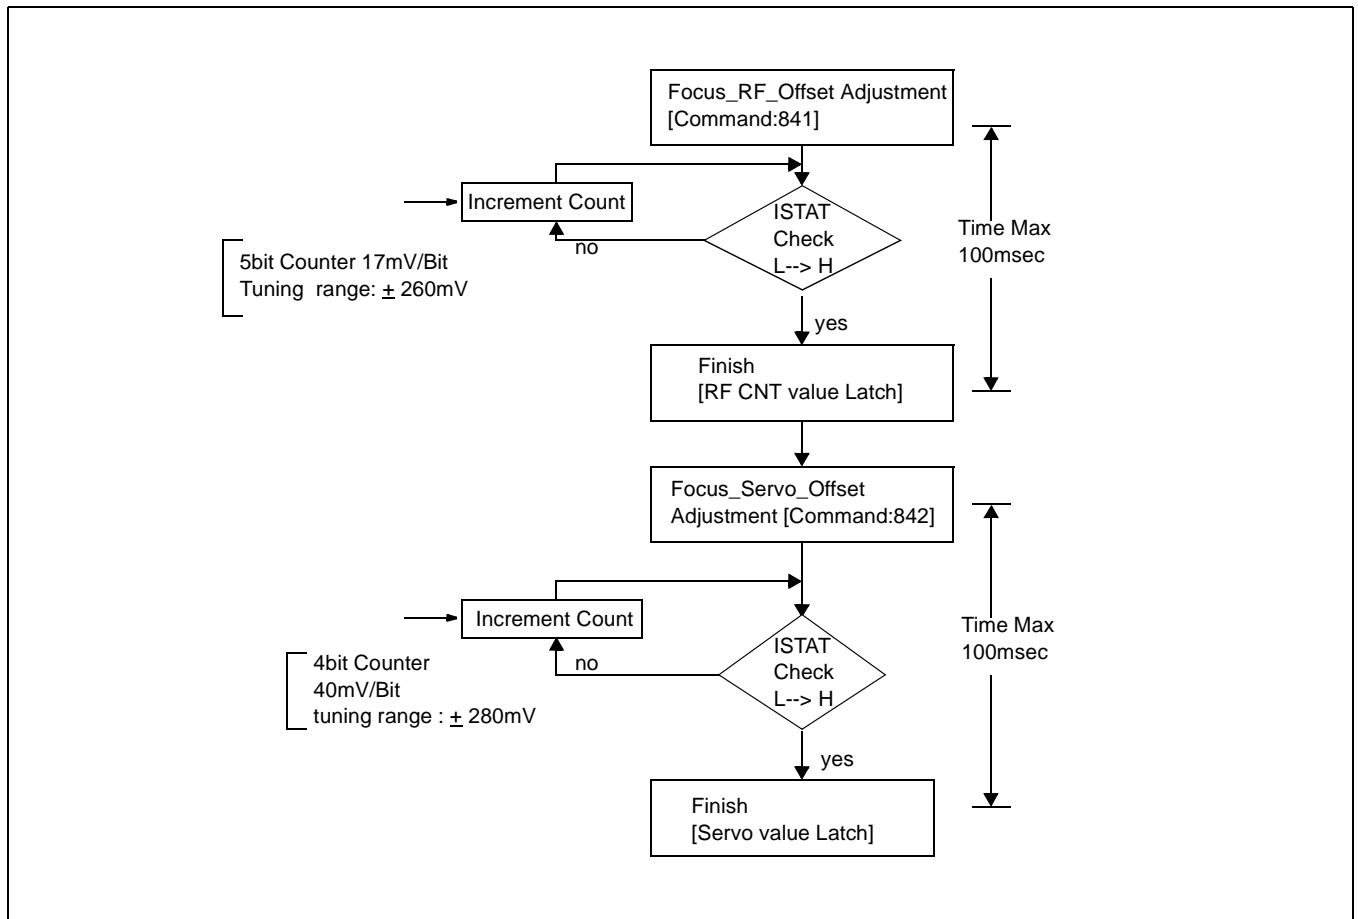 Focus_RF_Offset Adjustment
[Command:841]
Increment Count
ISTAT
Check
L--> H
no
Time Max
100msec
5bit Counter 17mV/Bit
Tuning range: ± 260mV
yes
Finish
[RF CNT value Latch]
Focus_Servo_Offset
Adjustment [Command:842]
Increment Count
ISTAT
Check
L--> H
no
Time Max
100msec
4bit Counter
40mV/Bit
tuning range : ± 280mV
yes
Finish
[Servo value Latch]